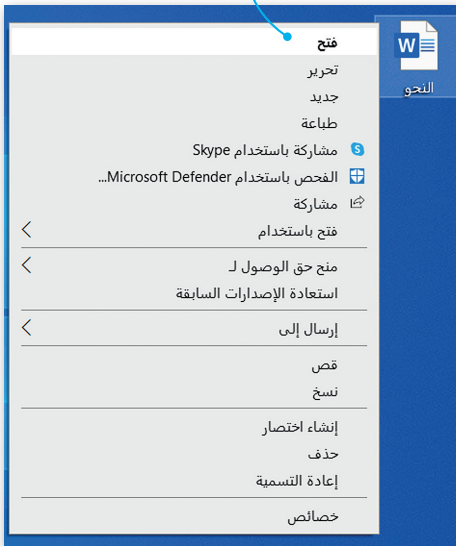 فتح
النحو
تحرير
جديد
طباعة
مشاركة باستخدام Skype
الفحص باستخدام Microsoft Defender...
مشاركة
فتح باستخدام
منح حق الوصول لـ
استعادة الإصدارات السابقة
إرسال إلى
قص
نسخ
إنشاء اختصار
حذف
إعادة التسمية
خصائص